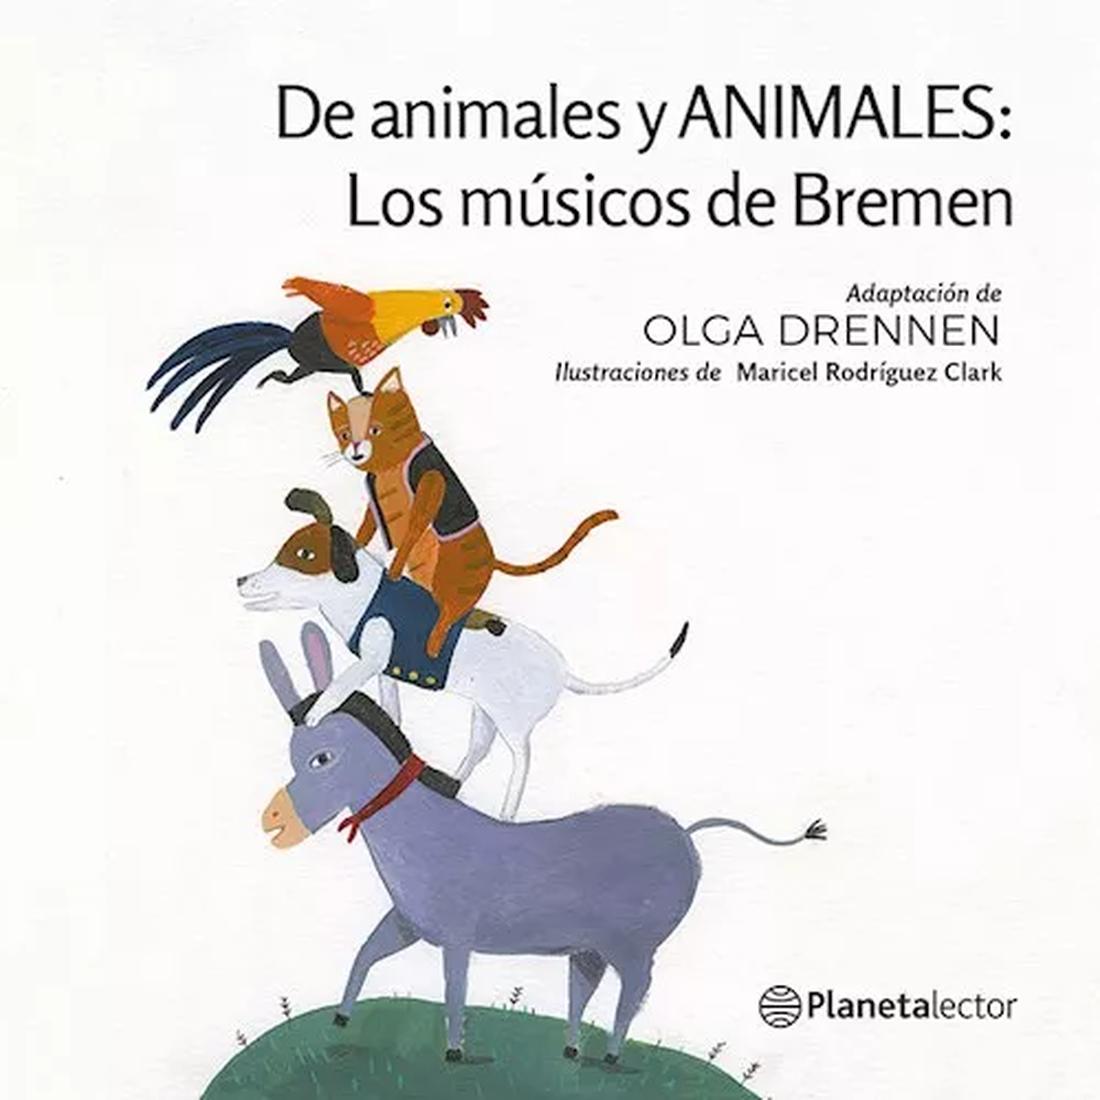 De animales y ANIMALES:
Los músicos de Bremen
Adaptación de
OLGA DRENNEN
Ilustraciones de Maricel Rodríguez Clark
Planetalector